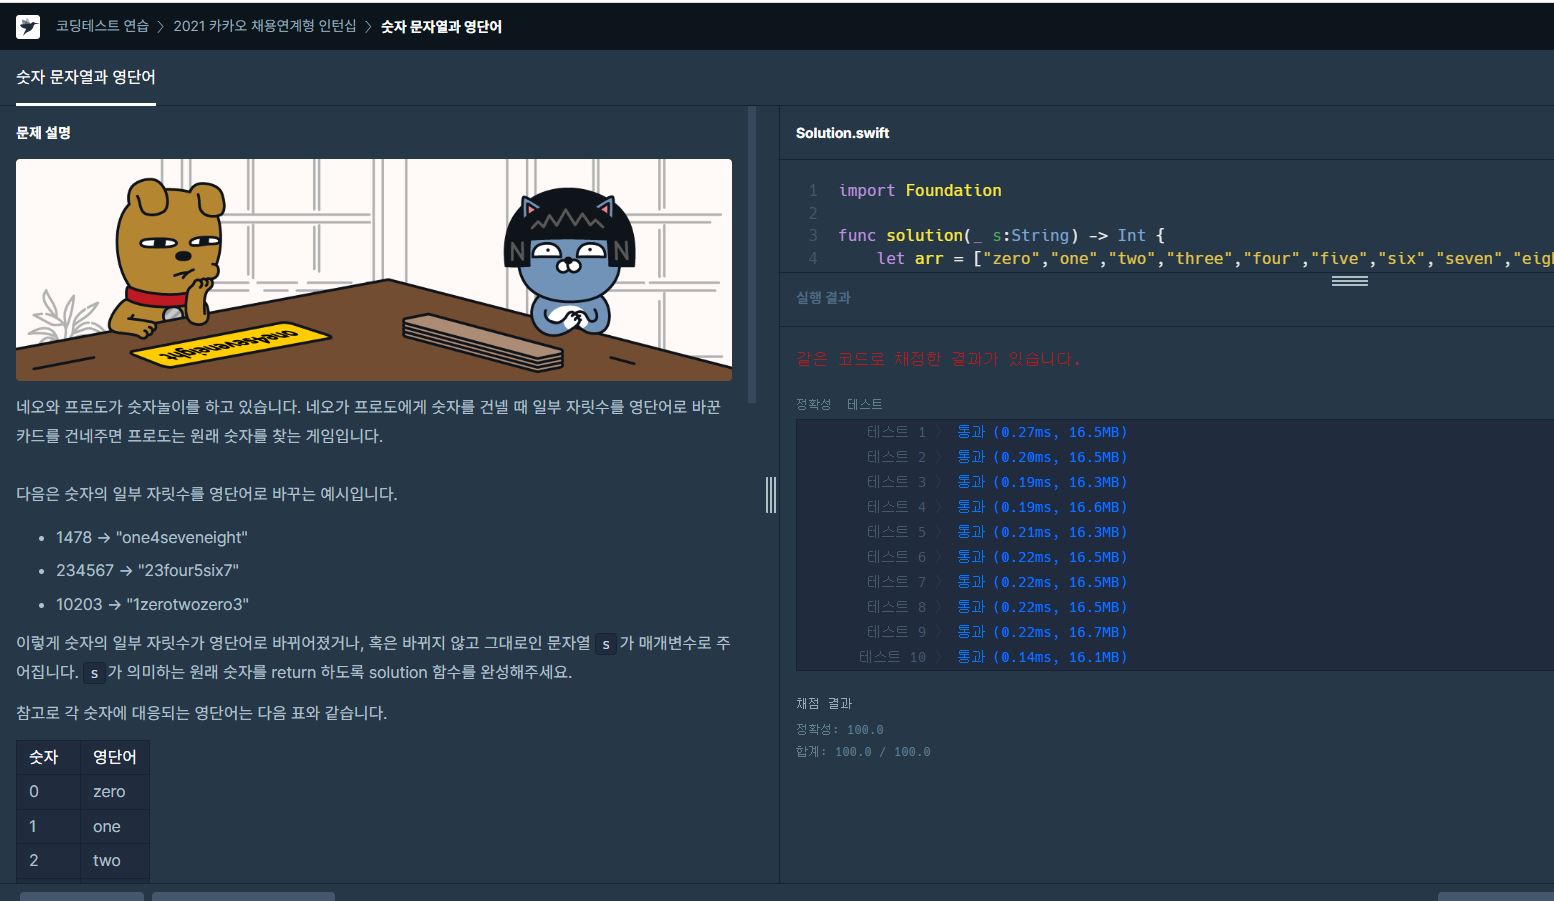 코딩테스트 연습 > 2021 카카오 채용연계형 인턴십 > 숫자 문자열과 영단어
숫자 문자열과 영단어
문제 설명
N N
one4seveneight
네오와 프로도가 숫자놀이를 하고 있습니다. 네오가 프로도에게 숫자를 건넬 때 일부 자릿수를 영단어로 바꾼
카드를 건네주면 프로도는 원래 숫자를 찾는 게임입니다.
다음은 숫자의 일부 자릿수를 영단어로 바꾸는 예시입니다.
• 1478 → "one4seveneight"
• 234567 → "23four5six7"
• 10203 → "1zerotwozero3"
이렇게 숫자의 일부 자릿수가 영단어로 바뀌어졌거나, 혹은 바뀌지 않고 그대로인 문자열 s 가 매개변수로 주
어집니다. s 가 의미하는 원래 숫자를 return 하도록 solution 함수를 완성해주세요.
참고로 각 숫자에 대응되는 영단어는 다음 표와 같습니다.
숫자 영단어
0 zero
1 one
2 two
Solution.swift
1 import Foundation
2
3 func solution(_ s:String) -> Int {
4 let arr = ["zero","one","two","three","four","five","six","seven","eigh
실행 결과
같은 코드로 채점한 결과가 있습니다.
정확성 테스트
테스트 1 > 통과 (0.27ms, 16.5MB)
테스트 2 > 통과 (0.20ms, 16.5MB)
테스트 3 > 통과 (0.19ms, 16.3MB)
테스트 4 > 통과 (0.19ms, 16.6MB)
테스트 5 > 통과 (0.21ms, 16.3MB)
테스트 6 > 통과 (0.22ms, 16.5MB)
테스트 7 > 통과 (0.22ms, 16.5MB)
테스트 8 > 통과 (0.22ms, 16.5MB)
테스트 9 > 통과 (0.22ms, 16.7MB)
테스트 10 > 통과 (0.14ms, 16.1MB)
채점 결과
정확성: 100.0
합계: 100.0 / 100.0